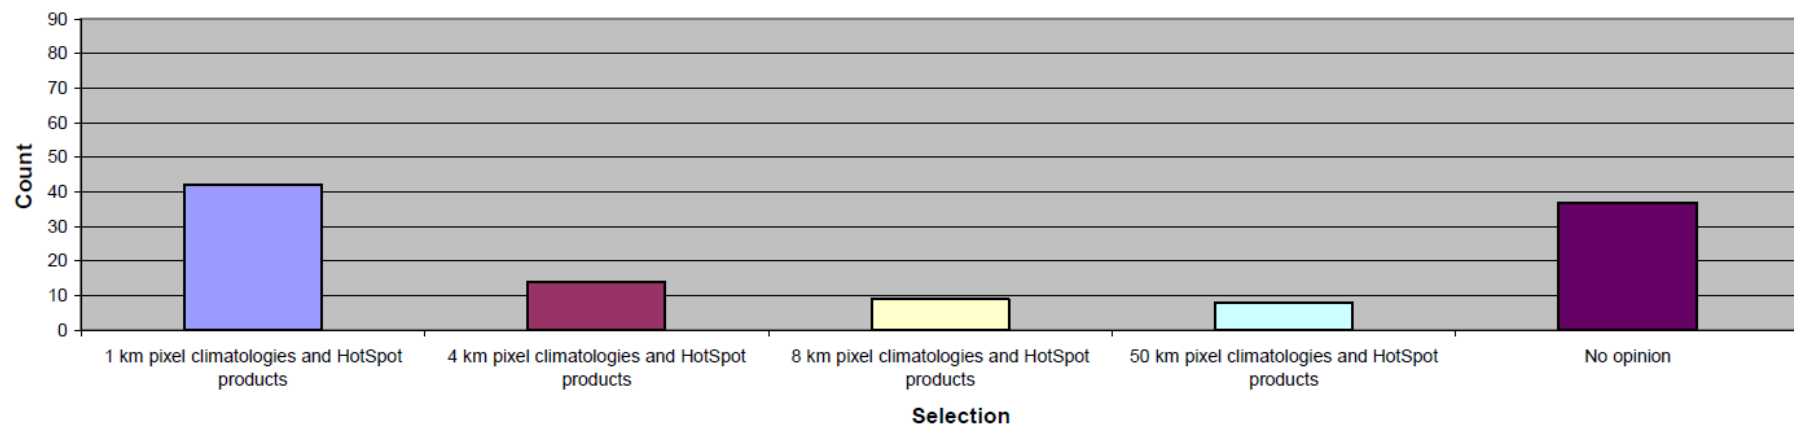 90
80
70
60
50
40
30
20
10
0
Count
1 km pixel climatologies and HotSpot
products
4 km pixel climatologies and HotSpot
products
8 km pixel climatologies and HotSpot
products
50 km pixel climatologies and HotSpot
products
No opinion
Selection